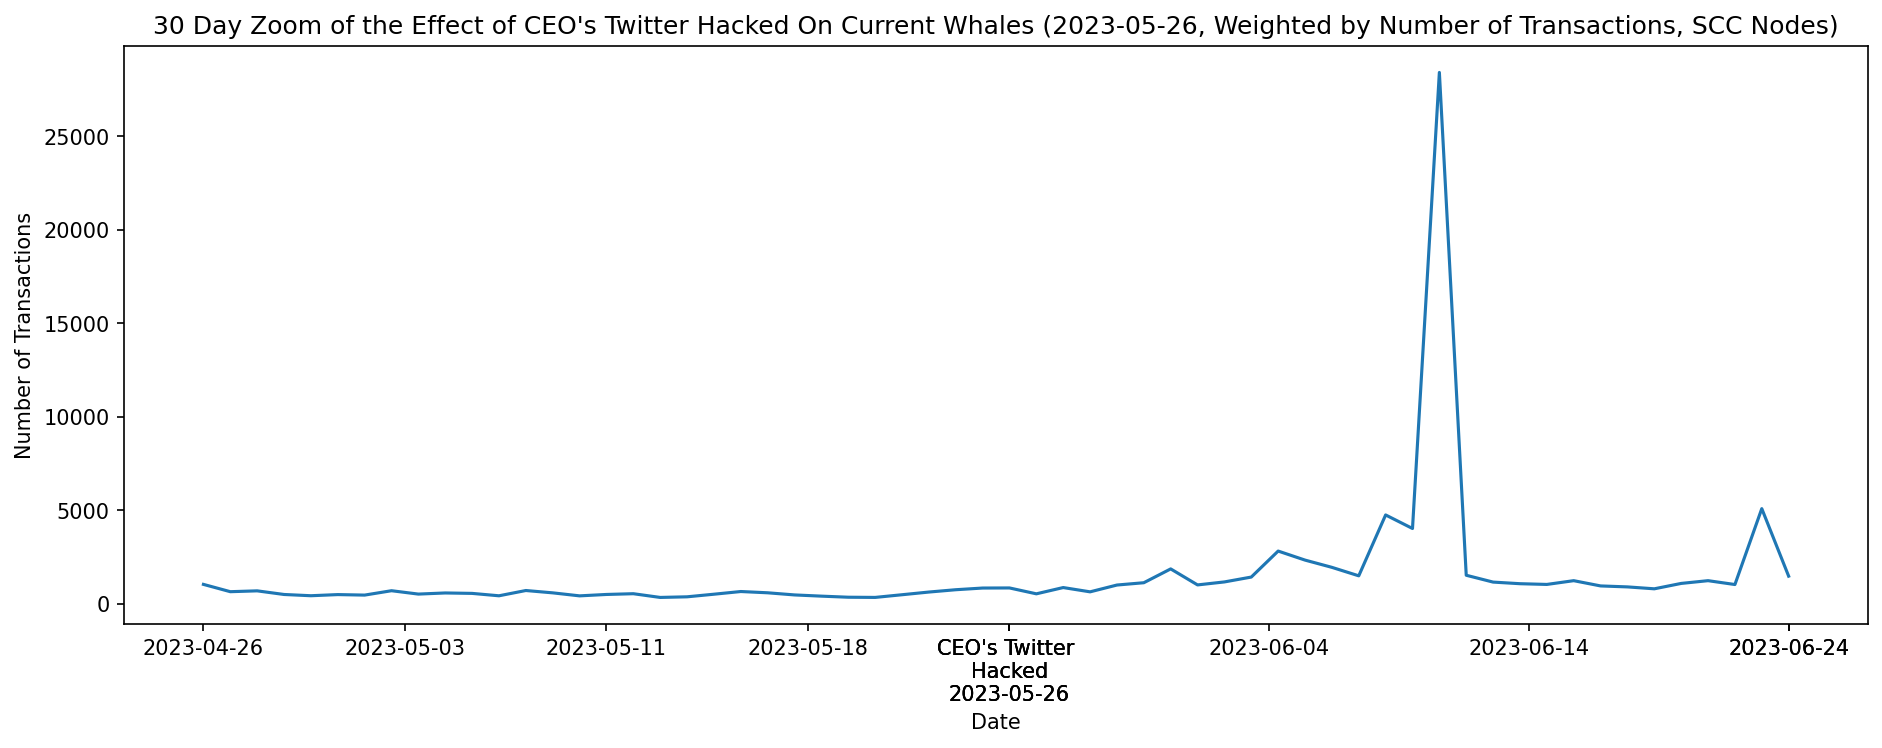 30 Day Zoom of the Effect of CEO's Twitter Hacked On Current Whales (2023-05-26, Weighted by Number of Transactions, SCC Nodes)
Number of Transactions
25000
20000
15000
10000
5000
0
2023-04-26
2023-05-03
2023-05-11
2023-05-18
CEO's Twitter
Hacked
2023-05-26
2023-06-04
2023-06-14
2023-06-24
Date